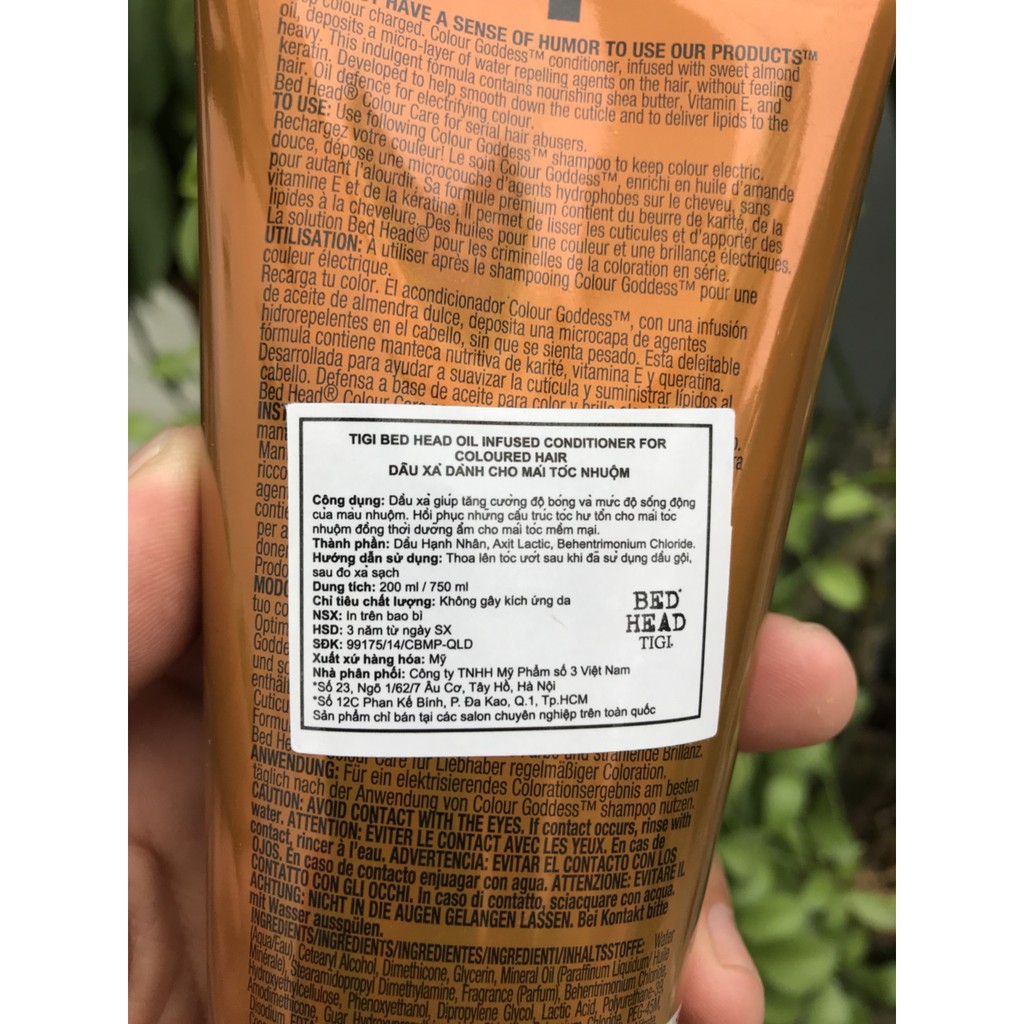 HAVE A SENSE OF HUMOR TO USE OUR PRODUCTS™
colour charged. Colour Goddess™ conditioner, infused with sweet almond
oil, deposits a micro-layer of water repelling agents on the hair, without feeling
heavy. This indulgent formula contains nourishing shea butter, Vitamin E, and
keratin. Developed to help smooth down the cuticle and to deliver lipids to the
hair. Oil defence for electrifying colour.
Bed Head® Colour Care for serial hair abusers.
TO USE: Use following Colour Goddess™ shampoo to keep colour electric.
Rechargez votre couleur! Le soin Colour Goddess™, enrichi en huile d'amande
douce, dépose une microcouche d'agents hydrophobes sur le cheveu, sans
pour autant l'alourdir. Sa formule premium contient du beurre de karité, de la
vitamine E et de la kératine. Il permet de lisser les cuticules et d'apporter des
lipides à la chevelure. Des huiles pour une couleur et une brillance électriques.
La solution Bed Head® pour les criminelles de la coloration en série.
UTILISATION: À utiliser après le shampooing Colour Goddess™ pour une
couleur électrique.
Recarga tu color. El acondicionador Colour Goddess™, con una infusión
de aceite de almendra dulce, deposita una microcapa de agentes
hidrorepelentes en el cabello, sin que se sienta pesado. Esta deleitable
fórmula contiene manteca nutritiva de karité, vitamina E y queratina.
Desarrollada para ayudar a suavizar la cutícula y suministrar lípidos al
cabello. Defensa a base de aceite para color y brillo
Bed Head® Colour Care
TIGI BED HEAD OIL INFUSED CONDITIONER FOR
COLOURED HAIR
DẦU XẢ DÀNH CHO MÁI TÓC NHUỘM
Công dụng: Dầu xả giúp tăng cường độ bóng và mức độ sống động
của màu nhuộm. Hồi phục những cấu trúc tóc hư tổn cho mái tóc
nhuộm đồng thời dưỡng ẩm cho mái tóc mềm mại.
Thành phần: Dầu Hạnh Nhân, Axit Lactic, Behentrimonium Chloride.
Hướng dẫn sử dụng: Thoa lên tóc ướt sau khi đã sử dụng dầu gội,
sau đó xả sạch
Dung tích: 200 ml / 750 ml
Chỉ tiêu chất lượng: Không gây kích ứng da
NSX: In trên bao bì
HSD: 3 năm từ ngày SX
SĐK: 99175/14/CBMP-QLD
Xuất xứ hàng hóa: Mỹ
Nhà phân phối: Công ty TNHH Mỹ Phẩm số 3 Việt Nam
*Số 23, Ngõ 1/62/7 Âu Cơ, Tây Hồ, Hà Nội
*Số 12C Phan Kế Bính, P. Đa Kao, Q.1, Tp.HCM
Sản phẩm chỉ bán tại các salon chuyên nghiệp trên toàn quốc
BED
HEAD
TIGI
und strahlende Brillanz.
Colour Care für Liebhaber regelmäßiger Coloration.
ANWENDUNG: Für ein elektrisierendes Colorationsergebnis am besten
täglich nach der Anwendung von Colour Goddess™ shampoo nutzen.
CAUTION: AVOID CONTACT WITH THE EYES. If contact occurs, rinse with
water. ATTENTION: EVITER LE CONTACT AVEC LES YEUX. En cas de
contact, rincer à l'eau. ADVERTENCIA: EVITAR EL CONTACTO CON LOS
OJOS. En caso de contacto enjuagar con agua. ATTENZIONE: EVITARE IL
CONTATTO CON GLI OCCHI. In caso di contatto, sciacquare con acqua.
ACHTUNG: NICHT IN DIE AUGEN GELANGEN LASSEN. Bei Kontakt bitte
mit Wasser ausspülen.
INGREDIENTS/INGRÉDIENTS/INGREDIENTES/INGREDIENTI/INHALTSSTOFFE: Water
(Aqua/Eau), Cetearyl Alcohol, Dimethicone, Glycerin, Mineral Oil (Paraffinum Liquidum/Huile
Minérale), Stearamidopropyl Dimethylamine, Fragrance (Parfum), Behentrimonium Chloride,
Hydroxyethylcellulose, Phenoxyethanol, Dipropylene Glycol, Lactic Acid, Polyurethane-39,
Amodimethicone, Guar
Disodium EDTA